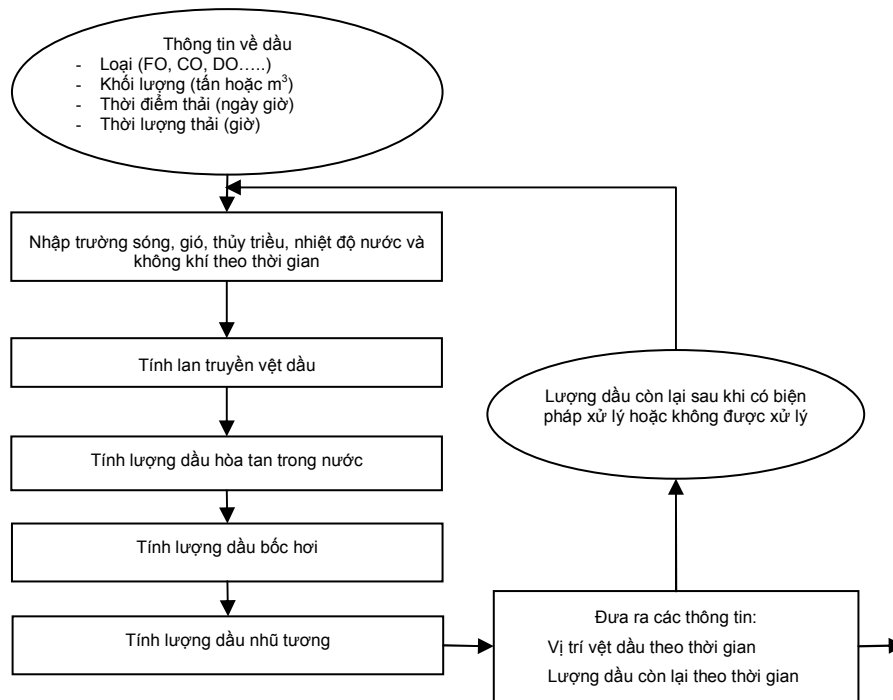 Thông tin về dầu
- Loại (FO, CO, DO…..)
- Khối lượng (tấn hoặc m³)
- Thời điểm thải (ngày giờ)
- Thời lượng thải (giờ)
Nhập trường sóng, gió, thủy triều, nhiệt độ nước và
không khí theo thời gian
Tính lan truyền vệt dầu
Tính lượng dầu hòa tan trong nước
Tính lượng dầu bốc hơi
Tính lượng dầu nhũ tương
Đưa ra các thông tin:
Vị trí vệt dầu theo thời gian
Lượng dầu còn lại theo thời gian
Lượng dầu còn lại sau khi có biện
pháp xử lý hoặc không được xử lý